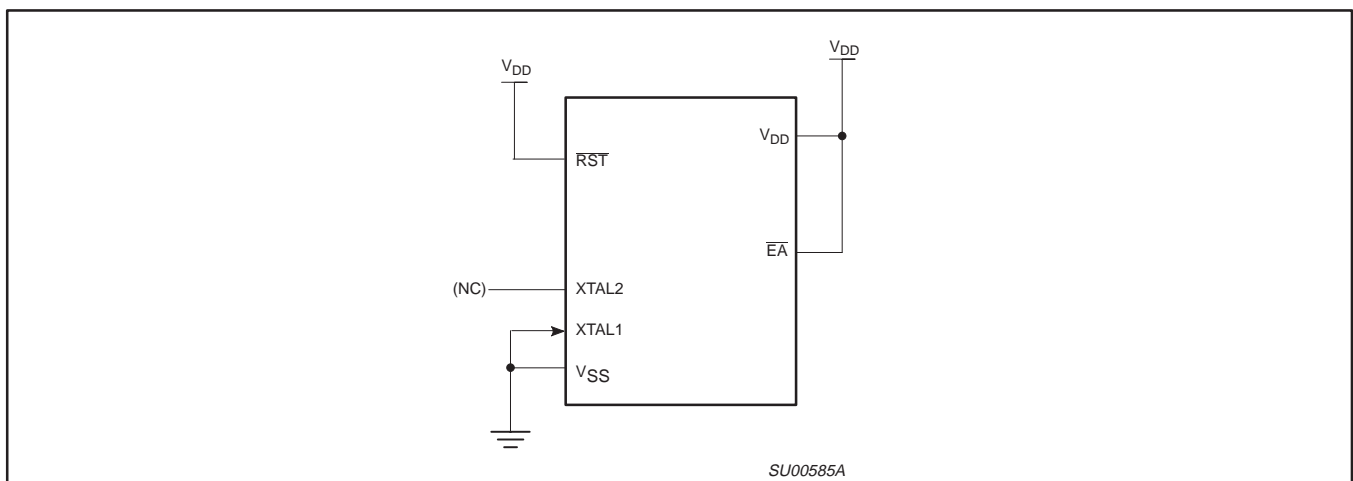 VDD
VDD
VDD
RST
EA
(NC)
XTAL2
XTAL1
VSS
SU00585A